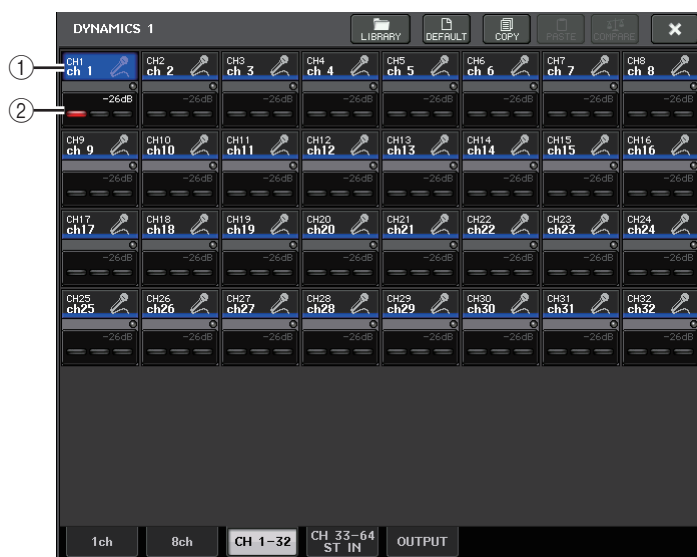 DYNAMICS 1
LIBRARY DEFAULT COPY PASTE COMPARE
① CH1 CH2 CH3 CH4 CH5 CH6 CH7 CH8
ch 1 ch 2 ch 3 ch 4 ch 5 ch 6 ch 7 ch 8
② -26dB -26dB -26dB -26dB -26dB -26dB -26dB -26dB
CH9 CH10 CH11 CH12 CH13 CH14 CH15 CH16
ch 9 ch10 ch11 ch12 ch13 ch14 ch15 ch16
-26dB -26dB -26dB -26dB -26dB -26dB -26dB -26dB
CH17 CH18 CH19 CH20 CH21 CH22 CH23 CH24
ch17 ch18 ch19 ch20 ch21 ch22 ch23 ch24
-26dB -26dB -26dB -26dB -26dB -26dB -26dB -26dB
CH25 CH26 CH27 CH28 CH29 CH30 CH31 CH32
ch25 ch26 ch27 ch28 ch29 ch30 ch31 ch32
-26dB -26dB -26dB -26dB -26dB -26dB -26dB -26dB
1ch 8ch CH 1-32 CH 33-64 OUTPUT
ST IN